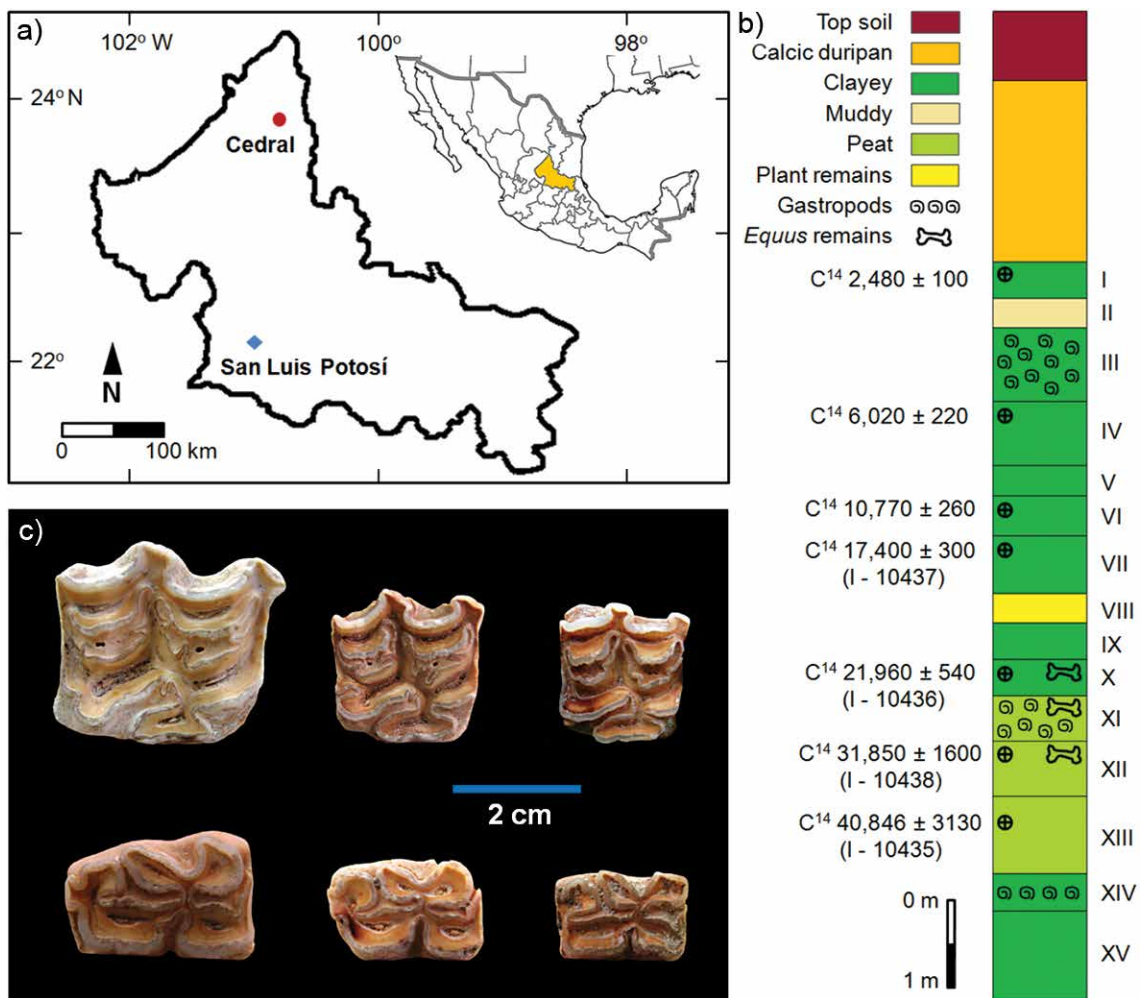 a)
102° W
100°
98°
24° N
Cedral
22°
San Luis Potosí
N
0
100 km
b)
Top soil
Calcic duripan
Clayey
Muddy
Peat
Plant remains
Gastropods
Equus remains
C¹⁴ 2,480 ± 100
I
II
III
C¹⁴ 6,020 ± 220
IV
V
C¹⁴ 10,770 ± 260
VI
C¹⁴ 17,400 ± 300
(I - 10437)
VII
VIII
IX
C¹⁴ 21,960 ± 540
(I - 10436)
X
XI
C¹⁴ 31,850 ± 1600
(I - 10438)
XII
C¹⁴ 40,846 ± 3130
(I - 10435)
XIII
XIV
XV
0 m
1 m
c)
2 cm